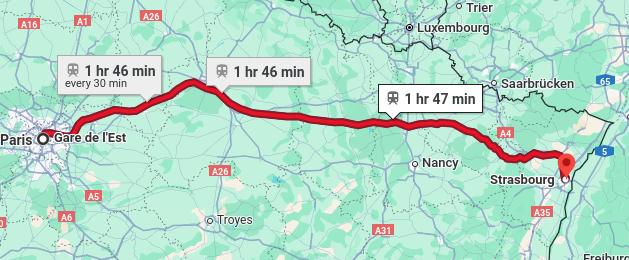 Trier
A26
A16
A1
Luxembourg
1 hr 46 min
every 30 min
1 hr 46 min
Saarbrücken
65
1 hr 47 min
Paris
Gare de l'Est
A4
5
Nancy
A26
Strasbourg
A5
A6
Troyes
A35
A31
Freiburg